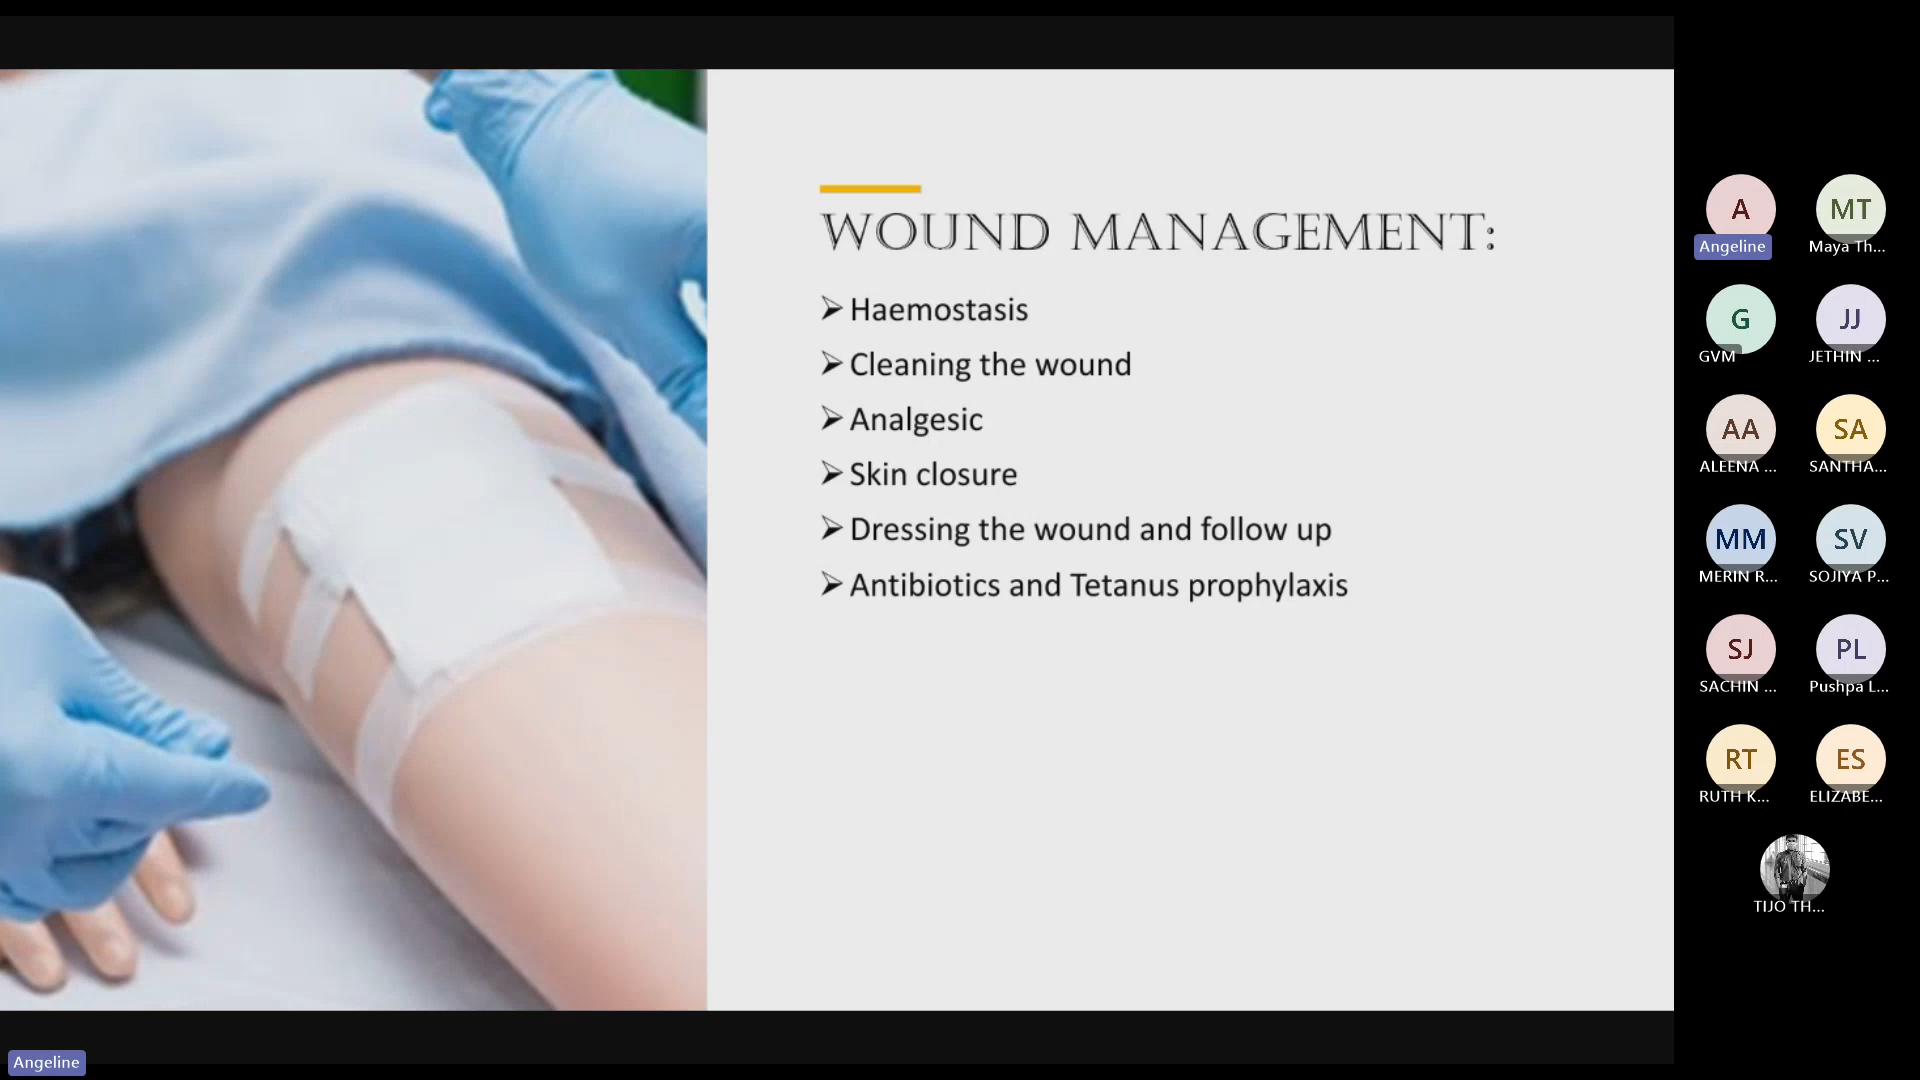 WOUND MANAGEMENT:
➢ Haemostasis
➢ Cleaning the wound
➢ Analgesic
➢ Skin closure
➢ Dressing the wound and follow up
➢ Antibiotics and Tetanus prophylaxis
A
Angeline
MT
Maya Th...
G
GVM
JJ
JETHIN ...
AA
ALEENA ...
SA
SANTHA...
MM
MERIN R...
SV
SOJIYA P...
SJ
SACHIN ...
PL
Pushpa L...
RT
RUTH K...
ES
ELIZABE...
TIJO TH...
Angeline